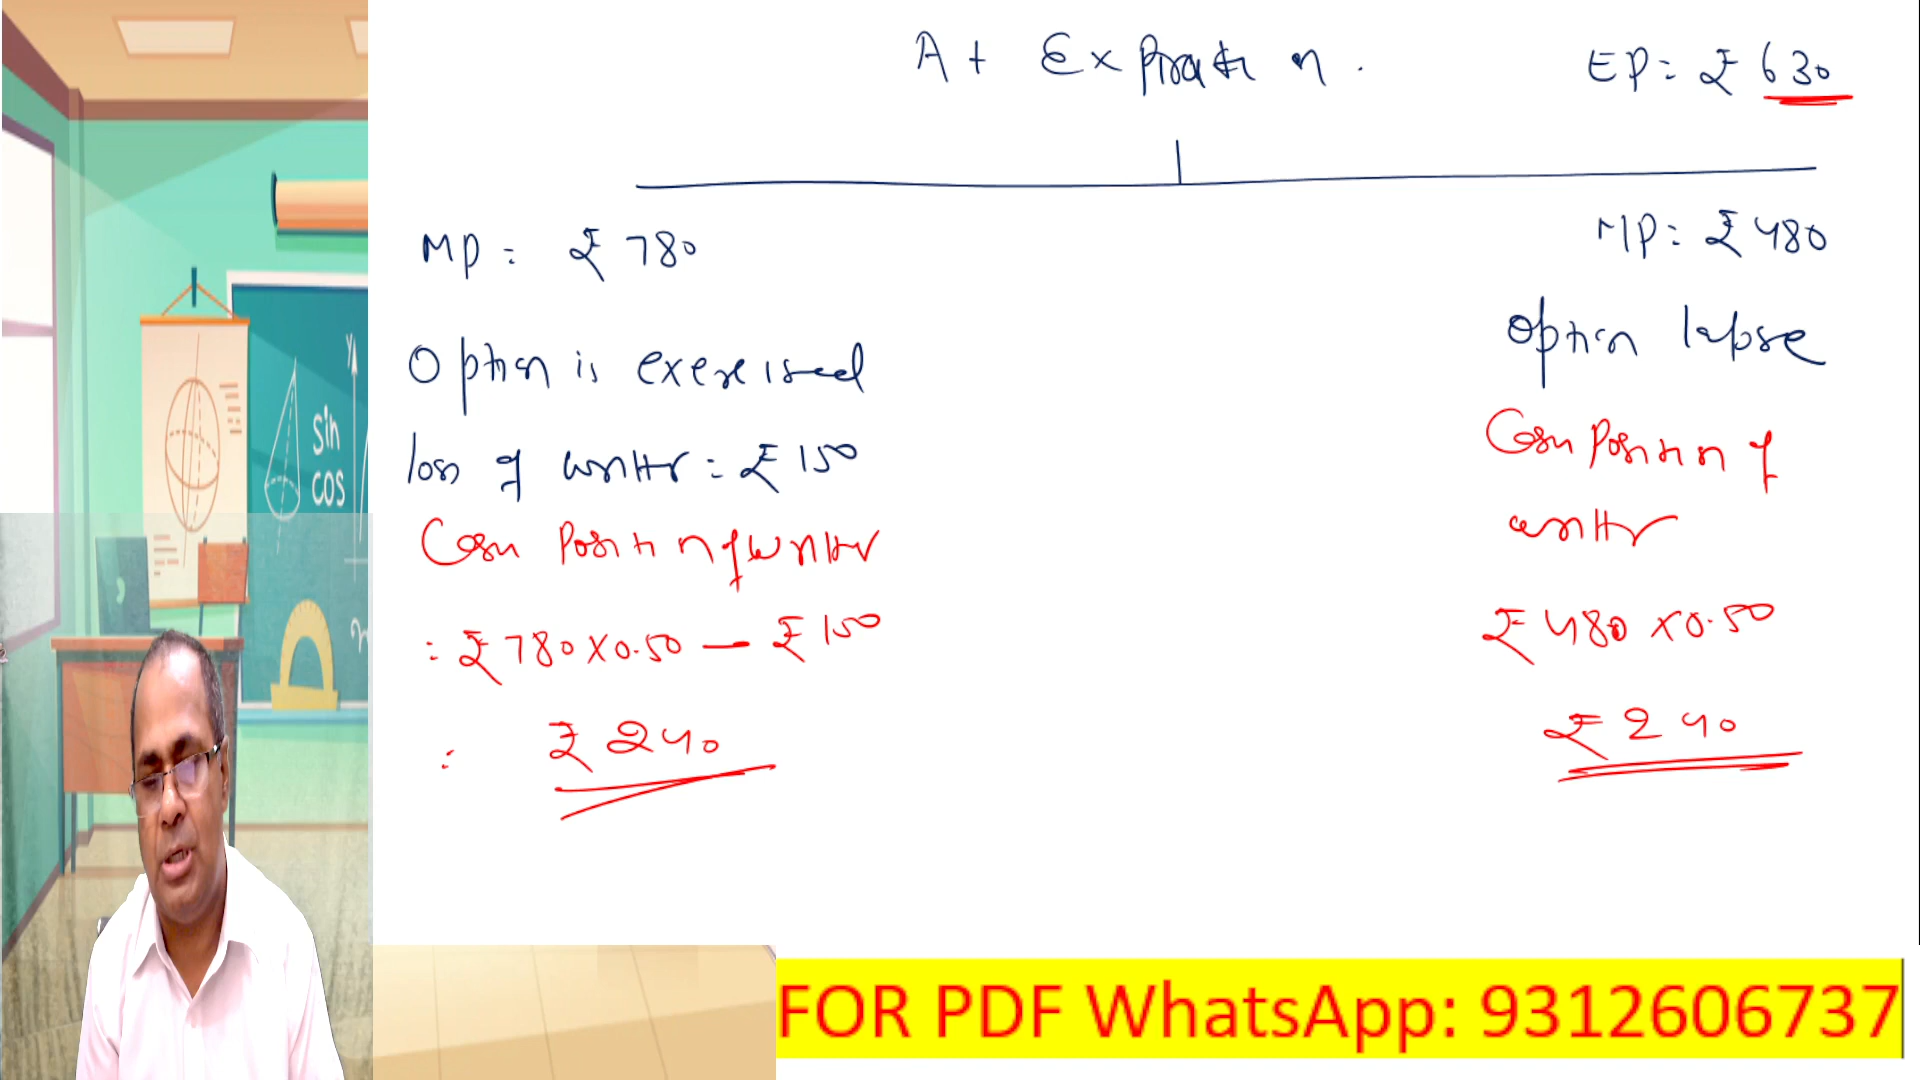 At Expiration.
EP = ₹ 630
MP = ₹ 780
Option is exercised
loss of writer = ₹ 150
Cash Position of writer
= ₹ 780 x 0.50 - ₹ 150
= ₹ 240
MP = ₹ 480
Option lapse
Cash Position of
writer
₹ 480 x 0.50
₹ 240
sin
cos
y
FOR PDF WhatsApp: 9312606737